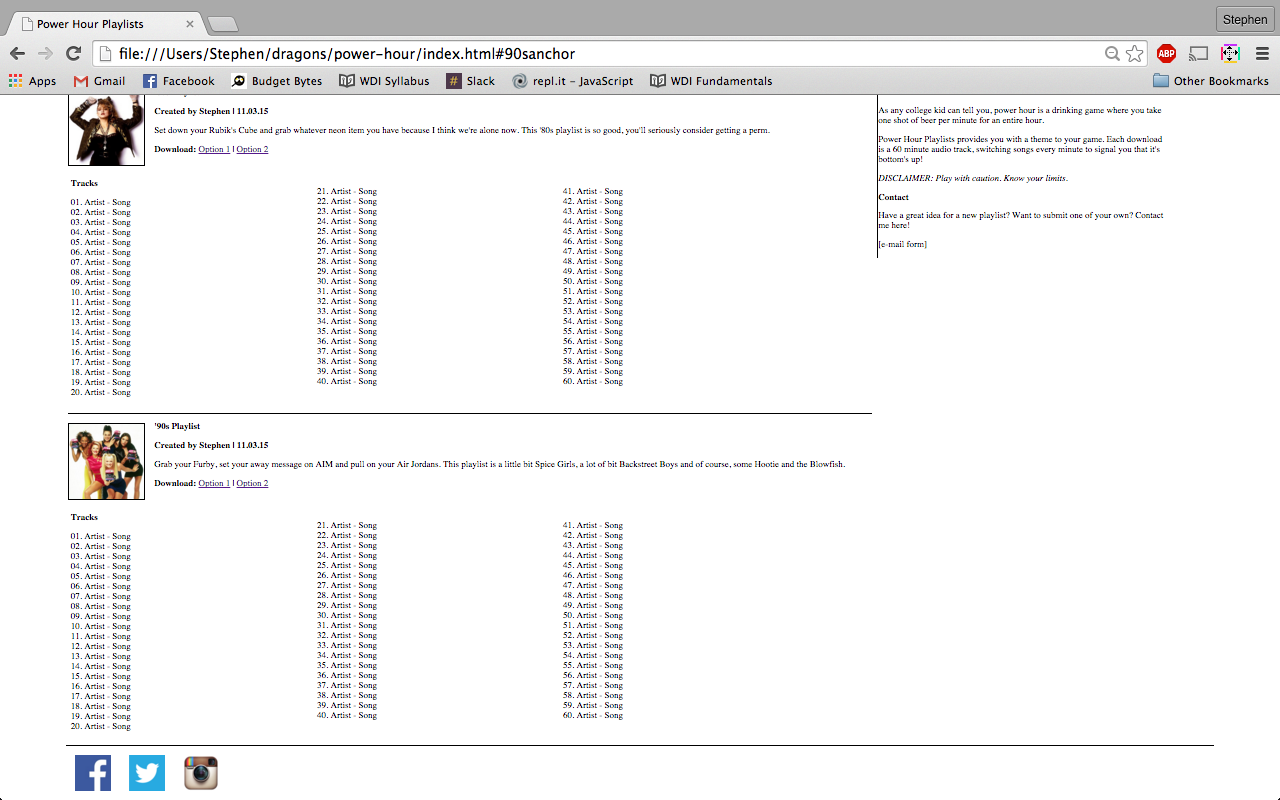 Power Hour Playlists
Stephen
file:///Users/Stephen/dragons/power-hour/index.html#90sanchor
ABP
Apps
Gmail
Facebook
Budget Bytes
WDI Syllabus
Slack
repl.it - JavaScript
WDI Fundamentals
Other Bookmarks
Created by Stephen | 11.03.15
Set down your Rubik's Cube and grab whatever neon item you have because I think we're alone now. This '80s playlist is so good, you'll seriously consider getting a perm.
Download: Option 1 | Option 2
Tracks
01. Artist - Song
02. Artist - Song
03. Artist - Song
04. Artist - Song
05. Artist - Song
06. Artist - Song
07. Artist - Song
08. Artist - Song
09. Artist - Song
10. Artist - Song
11. Artist - Song
12. Artist - Song
13. Artist - Song
14. Artist - Song
15. Artist - Song
16. Artist - Song
17. Artist - Song
18. Artist - Song
19. Artist - Song
20. Artist - Song
21. Artist - Song
22. Artist - Song
23. Artist - Song
24. Artist - Song
25. Artist - Song
26. Artist - Song
27. Artist - Song
28. Artist - Song
29. Artist - Song
30. Artist - Song
31. Artist - Song
32. Artist - Song
33. Artist - Song
34. Artist - Song
35. Artist - Song
36. Artist - Song
37. Artist - Song
38. Artist - Song
39. Artist - Song
40. Artist - Song
41. Artist - Song
42. Artist - Song
43. Artist - Song
44. Artist - Song
45. Artist - Song
46. Artist - Song
47. Artist - Song
48. Artist - Song
49. Artist - Song
50. Artist - Song
51. Artist - Song
52. Artist - Song
53. Artist - Song
54. Artist - Song
55. Artist - Song
56. Artist - Song
57. Artist - Song
58. Artist - Song
59. Artist - Song
60. Artist - Song
'90s Playlist
Created by Stephen | 11.03.15
Grab your Furby, set your away message on AIM and pull on your Air Jordans. This playlist is a little bit Spice Girls, a lot of bit Backstreet Boys and of course, some Hootie and the Blowfish.
Download: Option 1 | Option 2
Tracks
01. Artist - Song
02. Artist - Song
03. Artist - Song
04. Artist - Song
05. Artist - Song
06. Artist - Song
07. Artist - Song
08. Artist - Song
09. Artist - Song
10. Artist - Song
11. Artist - Song
12. Artist - Song
13. Artist - Song
14. Artist - Song
15. Artist - Song
16. Artist - Song
17. Artist - Song
18. Artist - Song
19. Artist - Song
20. Artist - Song
21. Artist - Song
22. Artist - Song
23. Artist - Song
24. Artist - Song
25. Artist - Song
26. Artist - Song
27. Artist - Song
28. Artist - Song
29. Artist - Song
30. Artist - Song
31. Artist - Song
32. Artist - Song
33. Artist - Song
34. Artist - Song
35. Artist - Song
36. Artist - Song
37. Artist - Song
38. Artist - Song
39. Artist - Song
40. Artist - Song
41. Artist - Song
42. Artist - Song
43. Artist - Song
44. Artist - Song
45. Artist - Song
46. Artist - Song
47. Artist - Song
48. Artist - Song
49. Artist - Song
50. Artist - Song
51. Artist - Song
52. Artist - Song
53. Artist - Song
54. Artist - Song
55. Artist - Song
56. Artist - Song
57. Artist - Song
58. Artist - Song
59. Artist - Song
60. Artist - Song
As any college kid can tell you, power hour is a drinking game where you take
one shot of beer per minute for an entire hour.
Power Hour Playlists provides you with a theme to your game. Each download
is a 60 minute audio track, switching songs every minute to signal you that it's
bottom's up!
DISCLAIMER: Play with caution. Know your limits.
Contact
Have a great idea for a new playlist? Want to submit one of your own? Contact
me here!
[e-mail form]